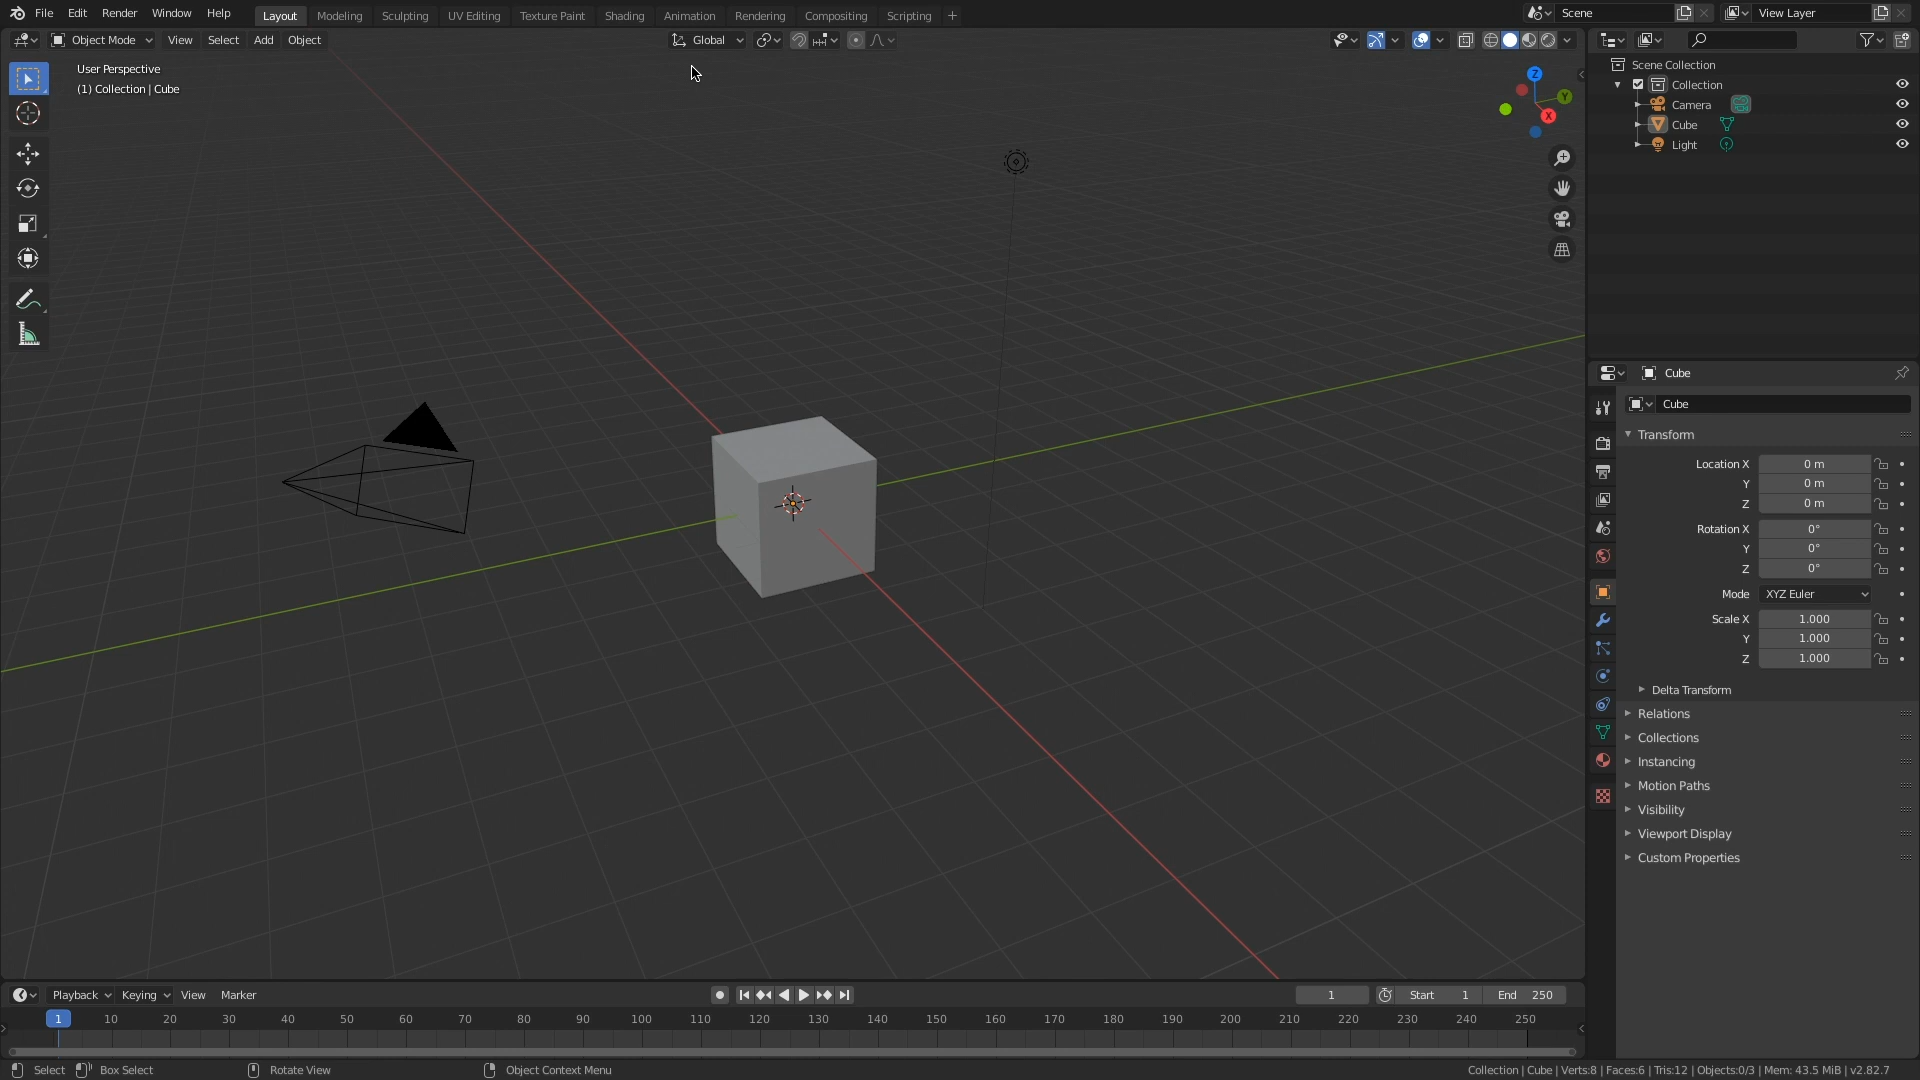 File Edit Render Window Help Layout Modeling Sculpting UV Editing Texture Paint Shading Animation Rendering Compositing Scripting + Scene View Layer
Object Mode View Select Add Object Global
User Perspective
(1) Collection | Cube
Z
Y
X
Scene Collection
Collection
Camera
Cube
Light
Cube
Cube
Transform
Location X 0 m
Y 0 m
Z 0 m
Rotation X 0°
Y 0°
Z 0°
Mode XYZ Euler
Scale X 1.000
Y 1.000
Z 1.000
Delta Transform
Relations
Collections
Instancing
Motion Paths
Visibility
Viewport Display
Custom Properties
Playback Keying View Marker 1 Start 1 End 250
1 10 20 30 40 50 60 70 80 90 100 110 120 130 140 150 160 170 180 190 200 210 220 230 240 250
Select Box Select Rotate View Object Context Menu Collection | Cube | Verts:8 | Faces:6 | Tris:12 | Objects:0/3 | Mem: 43.5 MiB | v2.82.7